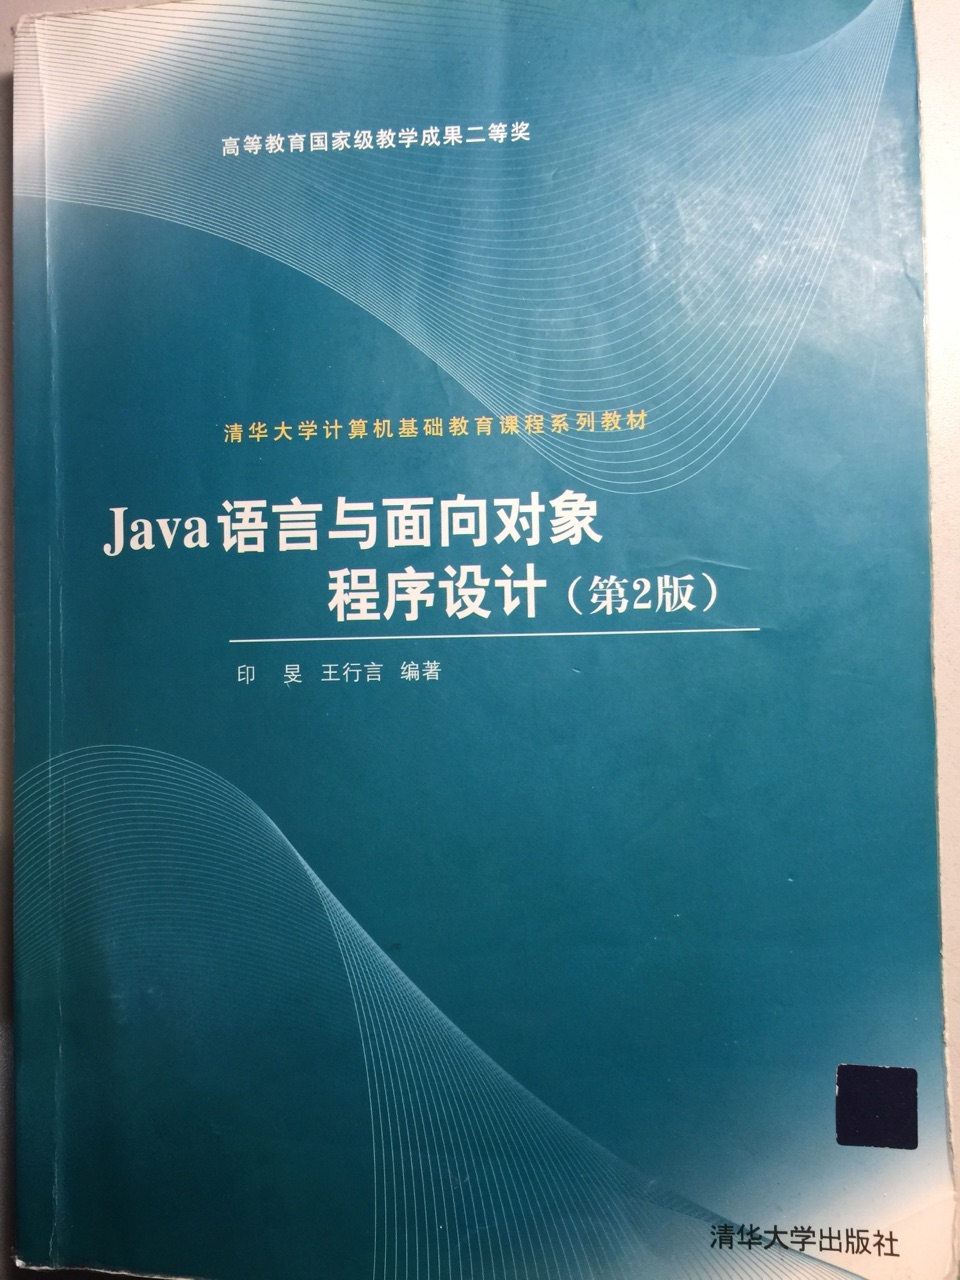 高等教育国家级教学成果二等奖
清华大学计算机基础教育课程系列教材
Java语言与面向对象
程序设计（第2版）
印 旻 王行言 编著
清华大学出版社